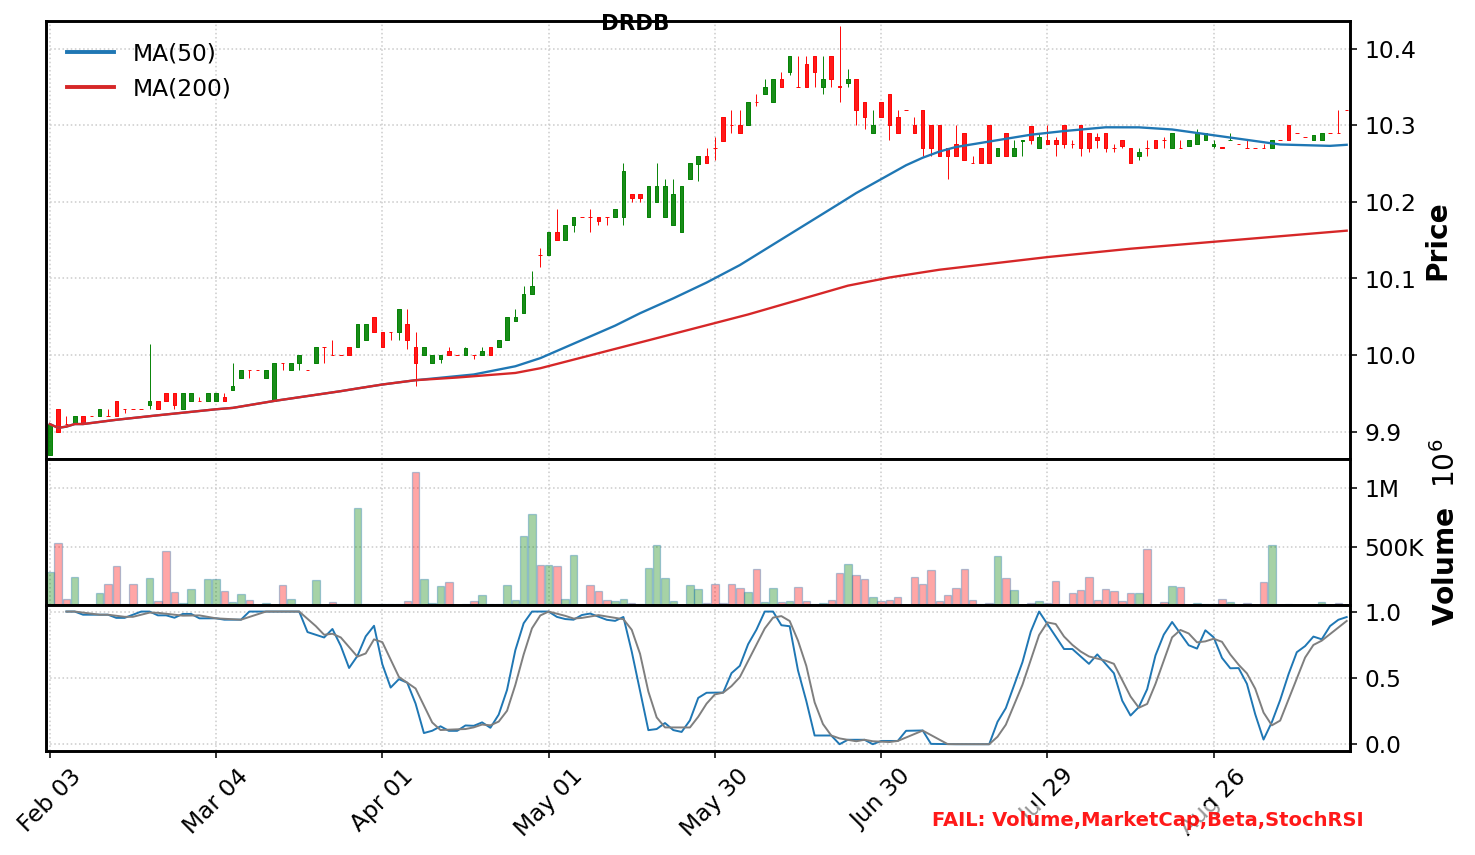 DRDB
MA(50)
MA(200)
10.4
10.3
10.2
10.1
10.0
9.9
Price
1M
500K
Volume 10⁶
1.0
0.5
0.0
Feb 03
Mar 04
Apr 01
May 01
May 30
Jun 30
Jul 29
Aug 26
FAIL: Volume,MarketCap,Beta,StochRSI